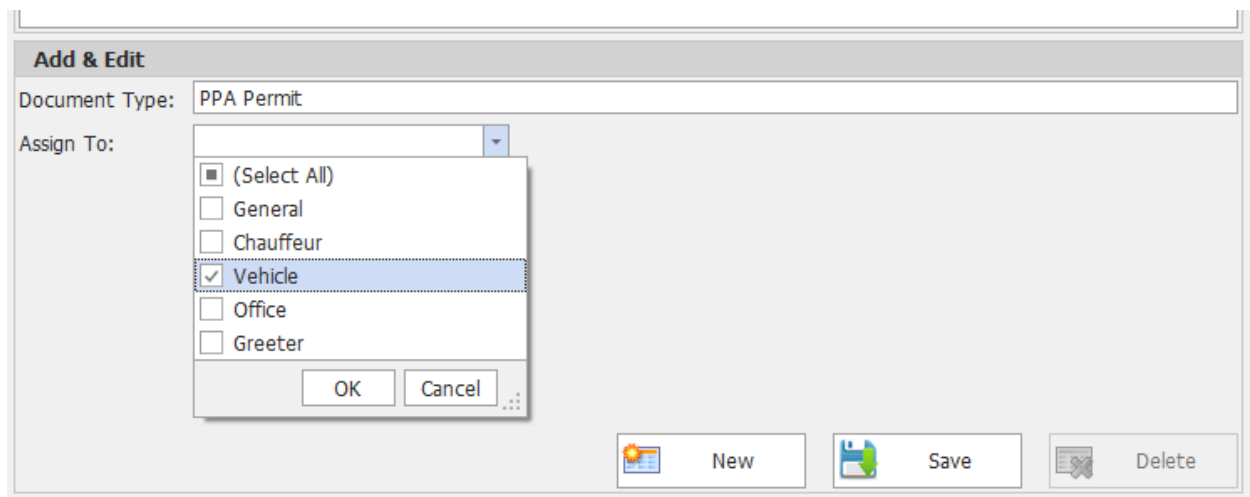 Add & Edit
Document Type: PPA Permit
Assign To:
(Select All)
General
Chauffeur
Vehicle
Office
Greeter
OK Cancel
New Save Delete